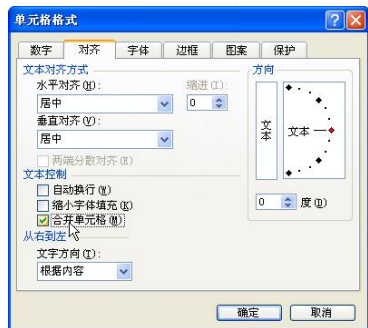 单元格格式
数字 对齐 字体 边框 图案 保护
文本对齐方式
水平对齐(H): 缩进(I):
居中 0
垂直对齐(V):
居中
两端分散对齐(E)
文本控制
自动换行(W)
缩小字体填充(K)
合并单元格(M)
从右到左
文字方向(T):
根据内容
方向
文本
文本
0 度(D)
确定 取消